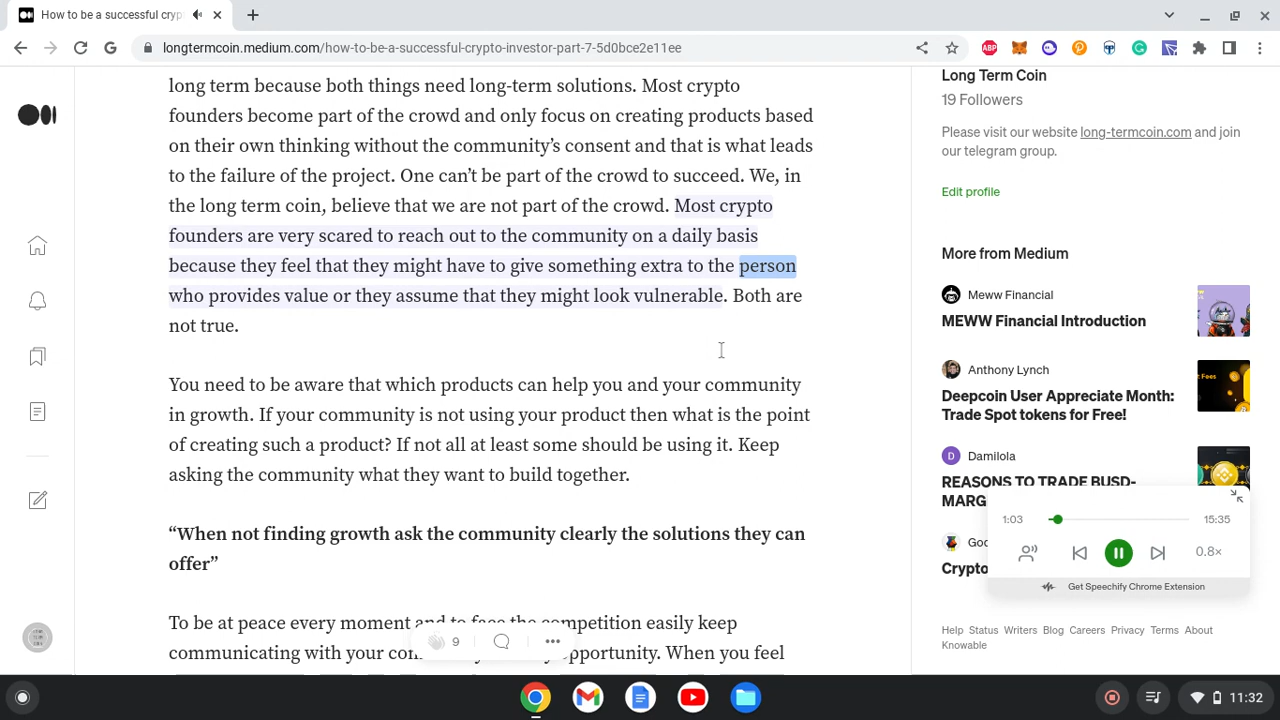 How to be a successful cryp
longtermcoin.medium.com/how-to-be-a-successful-crypto-investor-part-7-5d0bce2e11ee
long term because both things need long-term solutions. Most crypto
founders become part of the crowd and only focus on creating products based
on their own thinking without the community's consent and that is what leads
to the failure of the project. One can't be part of the crowd to succeed. We, in
the long term coin, believe that we are not part of the crowd. Most crypto
founders are very scared to reach out to the community on a daily basis
because they feel that they might have to give something extra to the person
who provides value or they assume that they might look vulnerable. Both are
not true.
You need to be aware that which products can help you and your community
in growth. If your community is not using your product then what is the point
of creating such a product? If not all at least some should be using it. Keep
asking the community what they want to build together.
“When not finding growth ask the community clearly the solutions they can
offer”
To be at peace every moment and to face the competition easily keep
communicating with your opportunity. When you feel
9
Long Term Coin
19 Followers
Please visit our website long-termcoin.com and join
our telegram group.
Edit profile
More from Medium
Meww Financial
MEWW Financial Introduction
Anthony Lynch
Deepcoin User Appreciate Month:
Trade Spot tokens for Free!
Damilola
REASONS TO TRADE BUSD-
MARG
Goo
Crypto
1:03
15:35
0.8×
Get Speechify Chrome Extension
Help Status Writers Blog Careers Privacy Terms About
Knowable
11:32